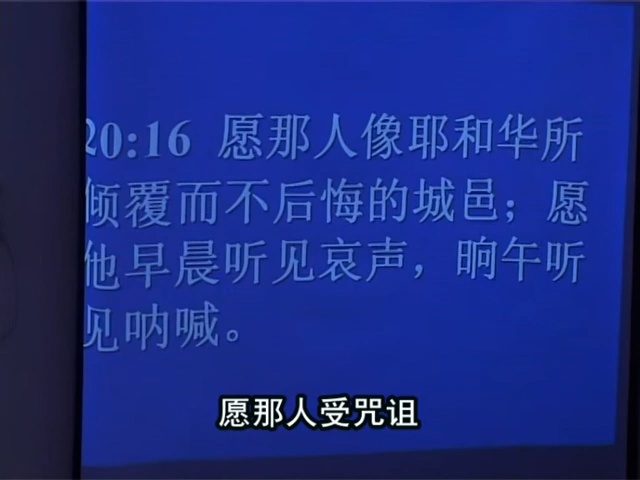 20:16 愿那人像耶和华所
倾覆而不后悔的城邑；愿
他早晨听见哀声，晌午听
见呐喊。
愿那人受咒诅